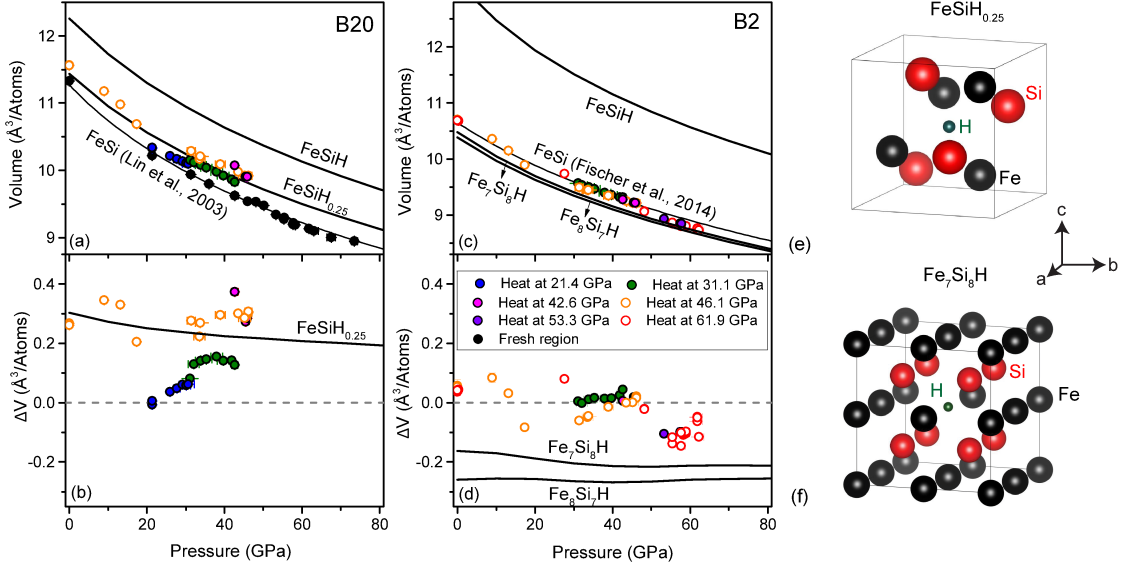 B20
Volume (Å³/Atoms)
12
11
10
9
FeSiH
FeSiH₀.₂₅
FeSi (Lin et al., 2003)
(a)
B2
Volume (Å³/Atoms)
12
11
10
9
FeSiH
FeSi (Fischer et al., 2014)
Fe₇Si₈H
Fe₈Si₇H
(c)
ΔV (Å³/Atoms)
0.4
0.2
0.0
-0.2
FeSiH₀.₂₅
(b)
0 20 40 60 80
Pressure (GPa)
ΔV (Å³/Atoms)
0.4
0.2
0.0
-0.2
Heat at 21.4 GPa
Heat at 31.1 GPa
Heat at 42.6 GPa
Heat at 46.1 GPa
Heat at 53.3 GPa
Heat at 61.9 GPa
Fresh region
Fe₇Si₈H
Fe₈Si₇H
(d)
0 20 40 60 80
Pressure (GPa)
FeSiH₀.₂₅
Si
H
Fe
(e)
c
b
a
Fe₇Si₈H
Si
H
Fe
(f)